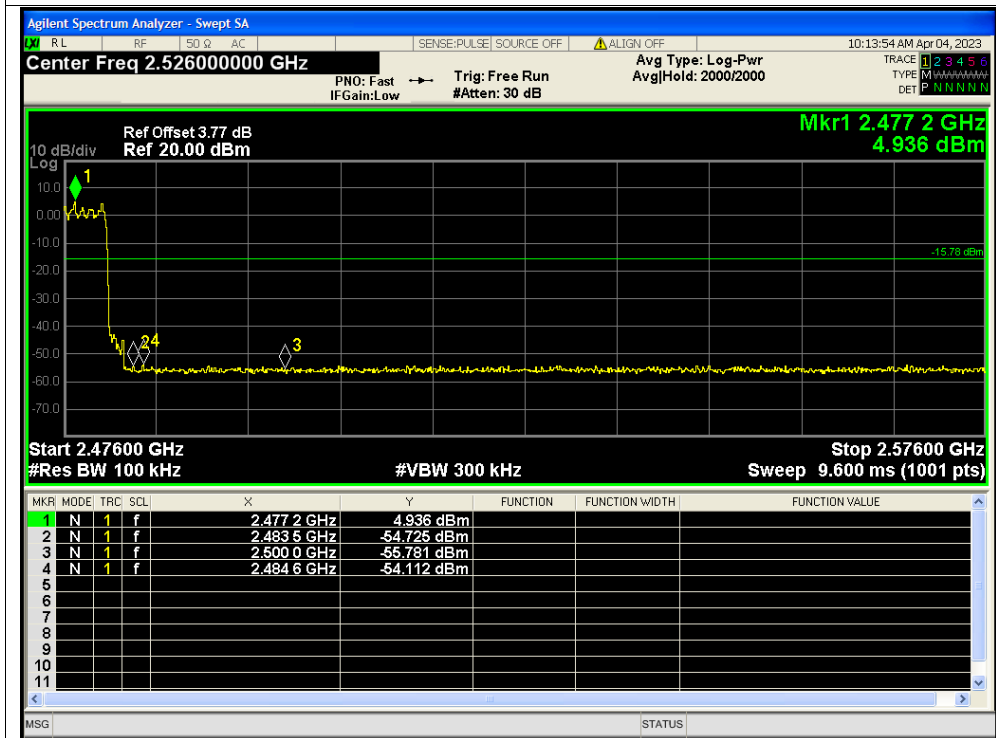 Agilent Spectrum Analyzer - Swept SA
LXI RL RF 50 Ω AC SENSE:PULSE SOURCE OFF ALIGN OFF 10:13:54 AM Apr 04, 2023
Center Freq 2.526000000 GHz
PNO: Fast
IFGain:Low
Trig: Free Run
#Atten: 30 dB
Avg Type: Log-Pwr
Avg|Hold: 2000/2000
TRACE 1 2 3 4 5 6
TYPE M
DET P N N N N N
Ref Offset 3.77 dB
Ref 20.00 dBm
10 dB/div
Log
Mkr1 2.477 2 GHz
4.936 dBm
10.0
0.00
-10.0
-20.0
-30.0
-40.0
-50.0
-60.0
-70.0
1
-15.78 dBm
2 4
3
Start 2.47600 GHz
#Res BW 100 kHz
#VBW 300 kHz
Stop 2.57600 GHz
Sweep 9.600 ms (1001 pts)
MKR MODE TRC SCL X Y FUNCTION FUNCTION WIDTH FUNCTION VALUE
1 N 1 f 2.477 2 GHz 4.936 dBm
2 N 1 f 2.483 5 GHz -54.725 dBm
3 N 1 f 2.500 0 GHz -55.781 dBm
4 N 1 f 2.484 6 GHz -54.112 dBm
5
6
7
8
9
10
11
MSG STATUS